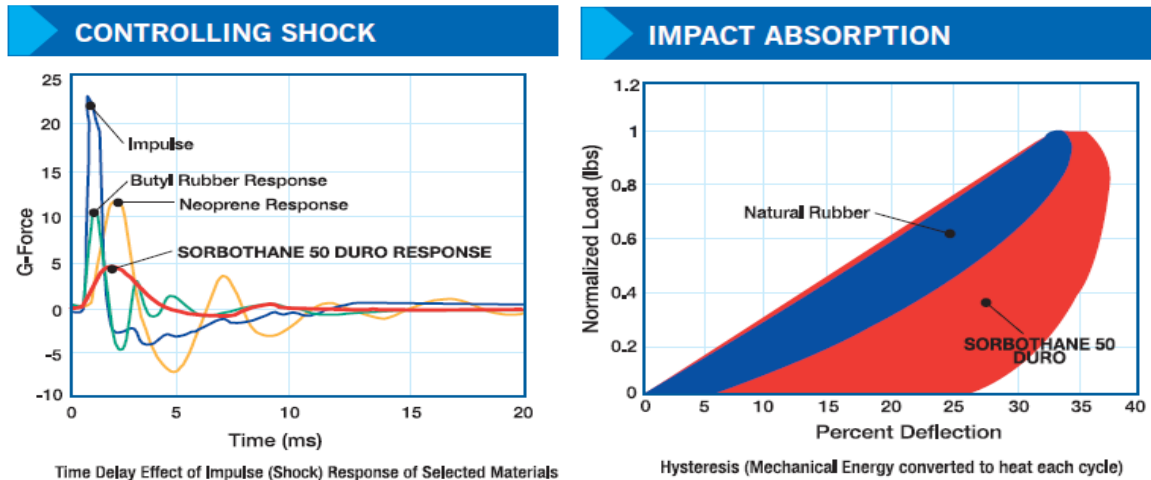 CONTROLLING SHOCK
25
20
15
10
5
0
-5
-10
G-Force
Impulse
Butyl Rubber Response
Neoprene Response
SORBOTHANE 50 DURO RESPONSE
0 5 10 15 20
Time (ms)
Time Delay Effect of Impulse (Shock) Response of Selected Materials
IMPACT ABSORPTION
1.2
1
0.8
0.6
0.4
0.2
0
Normalized Load (lbs)
Natural Rubber
SORBOTHANE 50
DURO
0 5 10 15 20 25 30 35 40
Percent Deflection
Hysteresis (Mechanical Energy converted to heat each cycle)